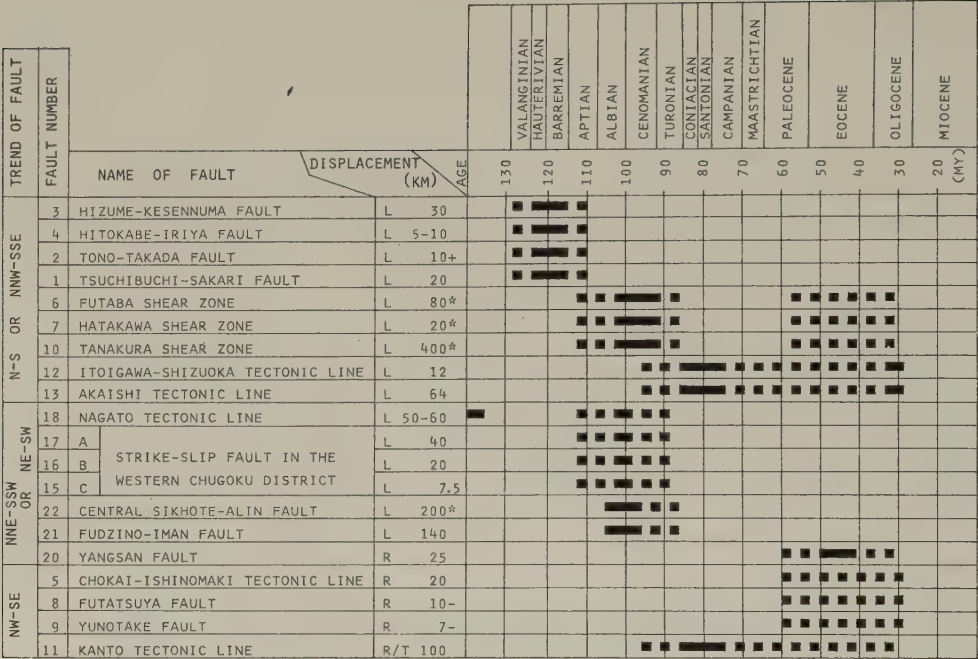 TREND OF FAULT
FAULT NUMBER
NAME OF FAULT
DISPLACEMENT (KM)
AGE
VALANGINIAN
HAUTERIVIAN
BARREMIAN
APTIAN
ALBIAN
CENOMANIAN
TURONIAN
CONIACIAN
SANTONIAN
CAMPANIAN
MAASTRICHTIAN
PALEOCENE
EOCENE
OLIGOCENE
MIOCENE
130 120 110 100 90 80 70 60 50 40 30 20 (MY)
N-S OR NNW-SSE
3 HIZUME-KESENNUMA FAULT L 30
4 HITOKABE-IRIYA FAULT L 5-10
2 TONO-TAKADA FAULT L 10+
1 TSUCHIBUCHI-SAKARI FAULT L 20
6 FUTABA SHEAR ZONE L 80*
7 HATAKAWA SHEAR ZONE L 20*
10 TANAKURA SHEAR ZONE L 400*
12 ITOIGAWA-SHIZUOKA TECTONIC LINE L 12
13 AKAISHI TECTONIC LINE L 64
NNE-SSW OR NE-SW
18 NAGATO TECTONIC LINE L 50-60
17 A L 40
16 B STRIKE-SLIP FAULT IN THE L 20
15 C WESTERN CHUGOKU DISTRICT L 7.5
22 CENTRAL SIKHOTE-ALIN FAULT L 200*
21 FUDZINO-IMAN FAULT L 140
20 YANGSAN FAULT R 25
NW-SE
5 CHOKAI-ISHINOMAKI TECTONIC LINE R 20
8 FUTATSUYA FAULT R 10-
9 YUNOTAKE FAULT R 7-
11 KANTO TECTONIC LINE R/T 100